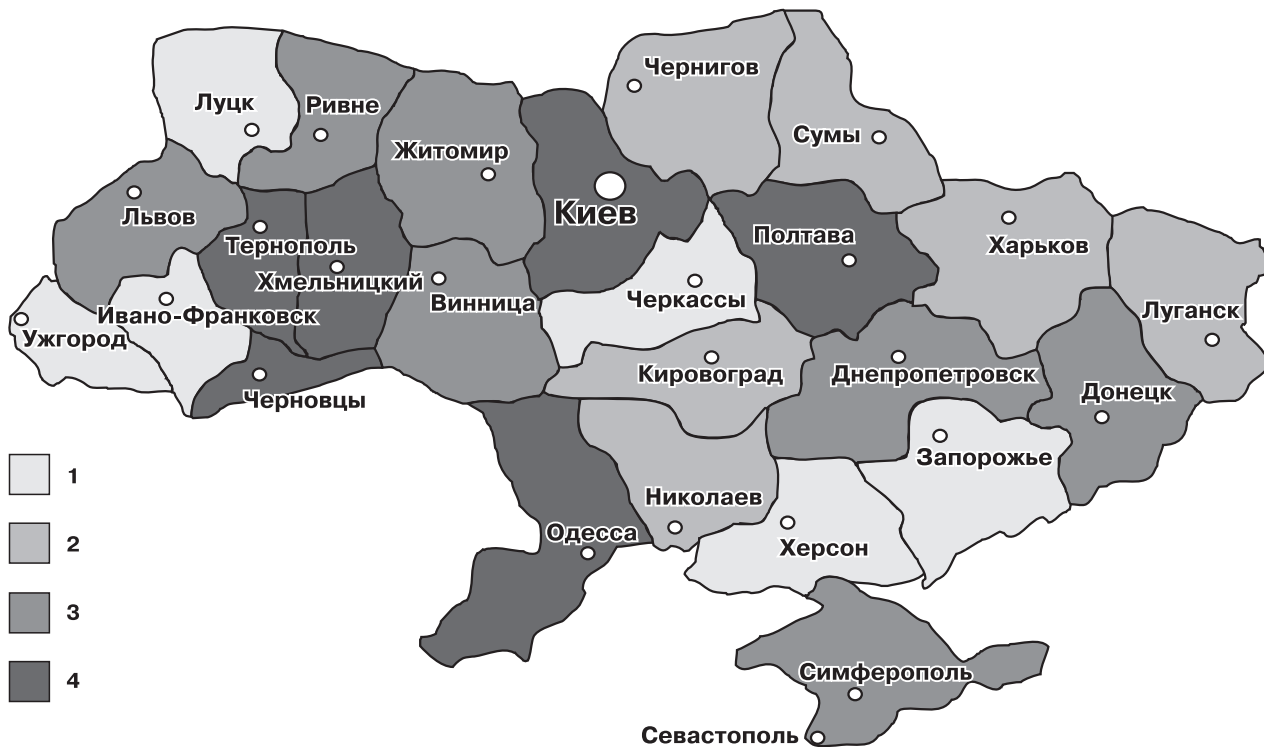 Чернигов
Луцк
Ривне
Сумы
Житомир
Киев
Львов
Тернополь
Полтава
Харьков
Хмельницкий
Винница
Черкассы
Ивано-Франковск
Луганск
Ужгород
Кировоград
Днепропетровск
Донецк
Черновцы
Запорожье
1
Николаев
2
Одесса
Херсон
3
4
Симферополь
Севастополь